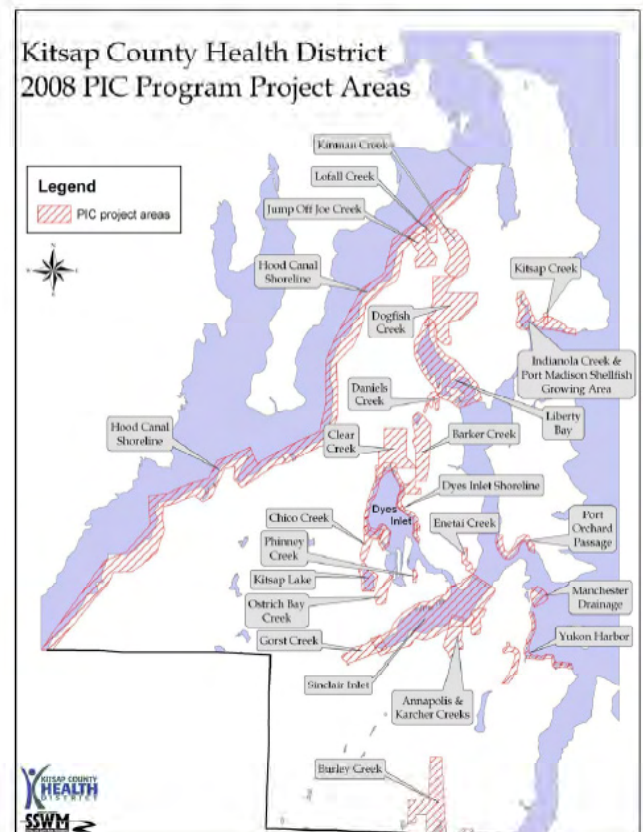 Kitsap County Health District
2008 PIC Program Project Areas
Legend
PIC project areas
Kinman Creek
Lofall Creek
Jump Off Joe Creek
Hood Canal
Shoreline
Kitsap Creek
Dogfish
Creek
Indianola Creek &
Port Madison Shellfish
Growing Area
Daniels
Creek
Liberty
Bay
Hood Canal
Shoreline
Clear
Creek
Barker Creek
Dyes Inlet Shoreline
Dyes
Inlet
Chico Creek
Enetai Creek
Port
Orchard
Passage
Phinney
Creek
Kitsap Lake
Ostrich Bay
Creek
Manchester
Drainage
Gorst Creek
Yukon Harbor
Sinclair Inlet
Annapolis &
Karcher Creeks
Burley Creek
KITSAP COUNTY
HEALTH
DISTRICT
SSWM